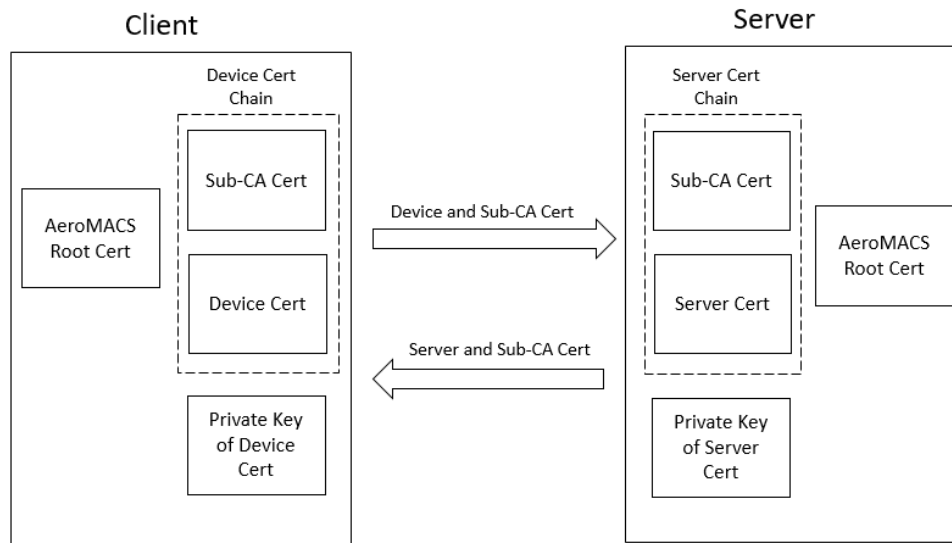 Client
Device Cert
Chain
Sub-CA Cert
AeroMACS
Root Cert
Device Cert
Private Key
of Device
Cert
Device and Sub-CA Cert
Server and Sub-CA Cert
Server
Server Cert
Chain
Sub-CA Cert
AeroMACS
Root Cert
Server Cert
Private Key
of Server
Cert